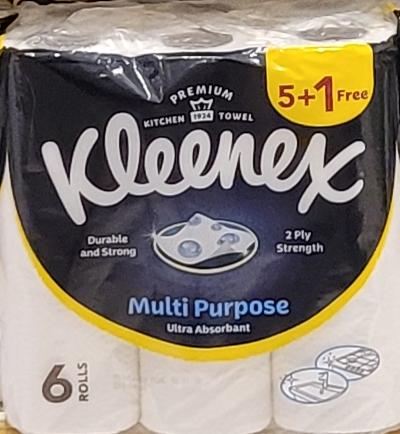 PREMIUM
KITCHEN 1924 TOWEL
5+1 Free
Kleenex
Durable
and Strong
2 Ply
Strength
Multi Purpose
Ultra Absorbant
6 ROLLS